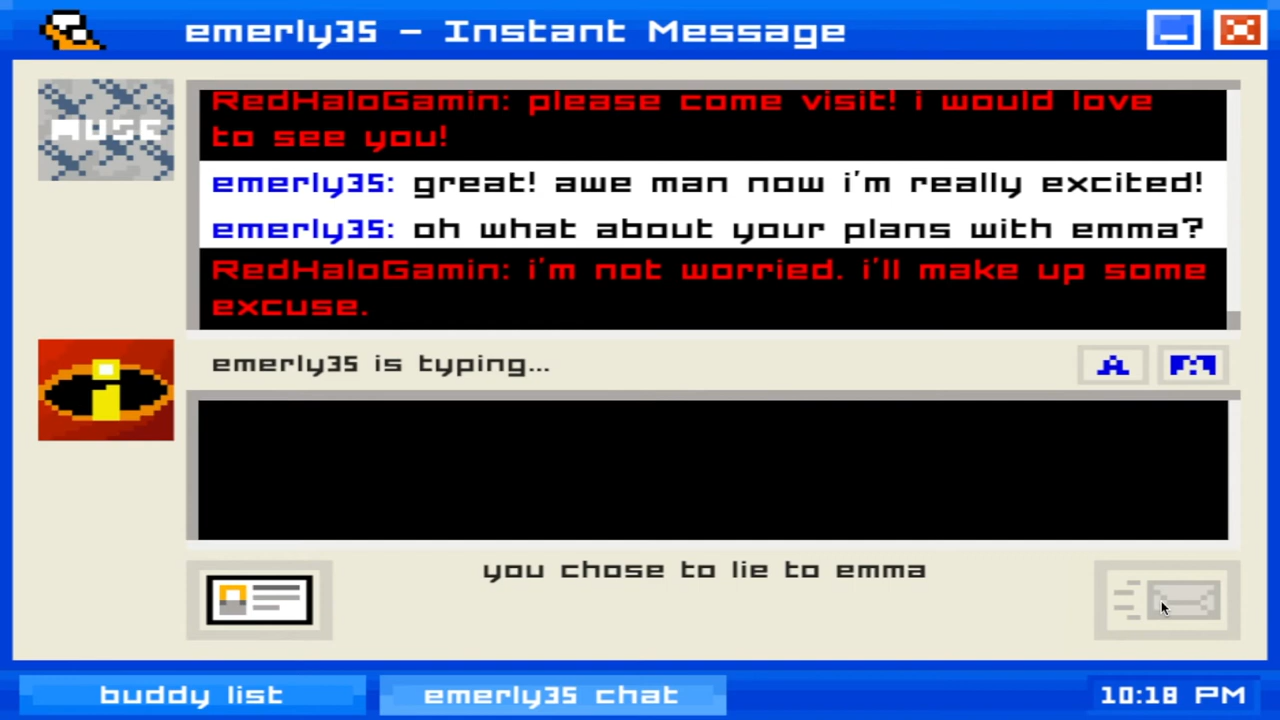 emerly35 - Instant Message
MUSE
RedHaloGamin: please come visit! i would love
to see you!
emerly35: great! awe man now i'm really excited!
emerly35: oh what about your plans with emma?
RedHaloGamin: i'm not worried. i'll make up some
excuse.
emerly35 is typing...
A
you chose to lie to emma
buddy list
emerly35 chat
10:18 PM